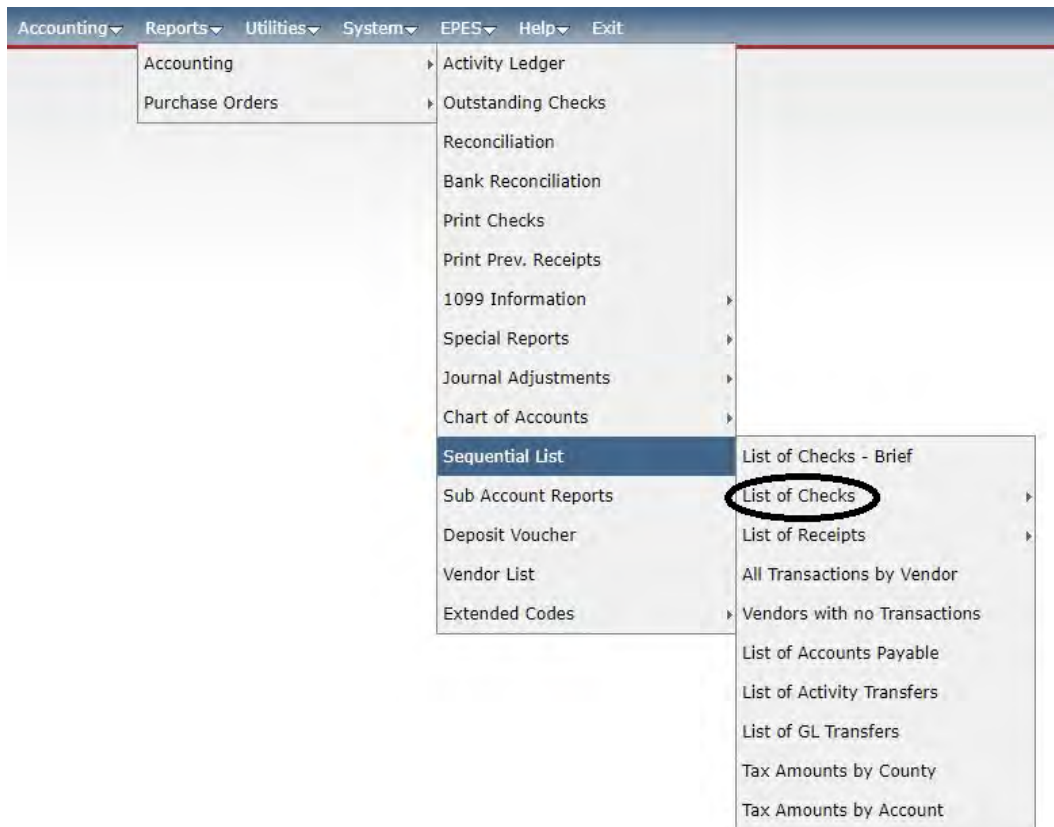 Accounting Reports Utilities System EPES Help Exit
Accounting
Purchase Orders
Activity Ledger
Outstanding Checks
Reconciliation
Bank Reconciliation
Print Checks
Print Prev. Receipts
1099 Information
Special Reports
Journal Adjustments
Chart of Accounts
Sequential List
Sub Account Reports
Deposit Voucher
Vendor List
Extended Codes
List of Checks - Brief
List of Checks
List of Receipts
All Transactions by Vendor
Vendors with no Transactions
List of Accounts Payable
List of Activity Transfers
List of GL Transfers
Tax Amounts by County
Tax Amounts by Account